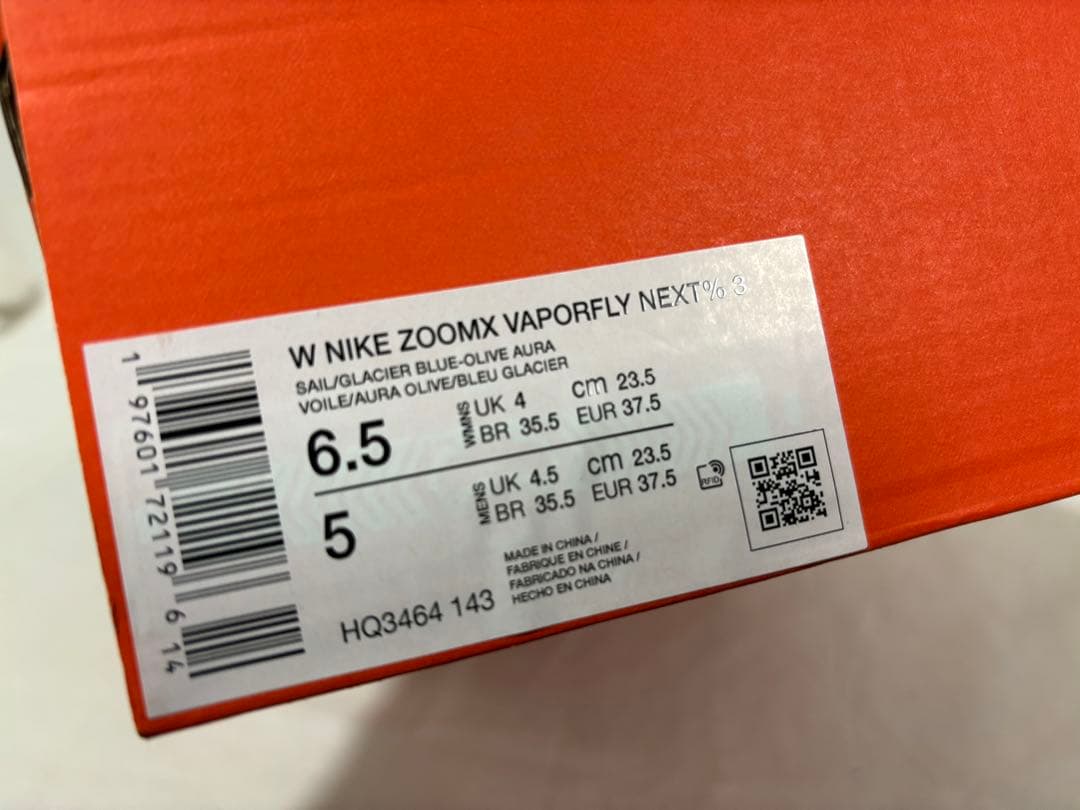 W NIKE ZOOMX VAPORFLY NEXT% 3
SAIL/GLACIER BLUE-OLIVE AURA
VOILE/AURA OLIVE/BLEU GLACIER
6.5
WMNS
UK 4 cm 23.5
BR 35.5 EUR 37.5
5
MENS
UK 4.5 cm 23.5
BR 35.5 EUR 37.5
RFID
HQ3464 143
MADE IN CHINA /
FABRIQUE EN CHINE /
FABRICADO NA CHINA /
HECHO EN CHINA
1 97601 72119 6 14